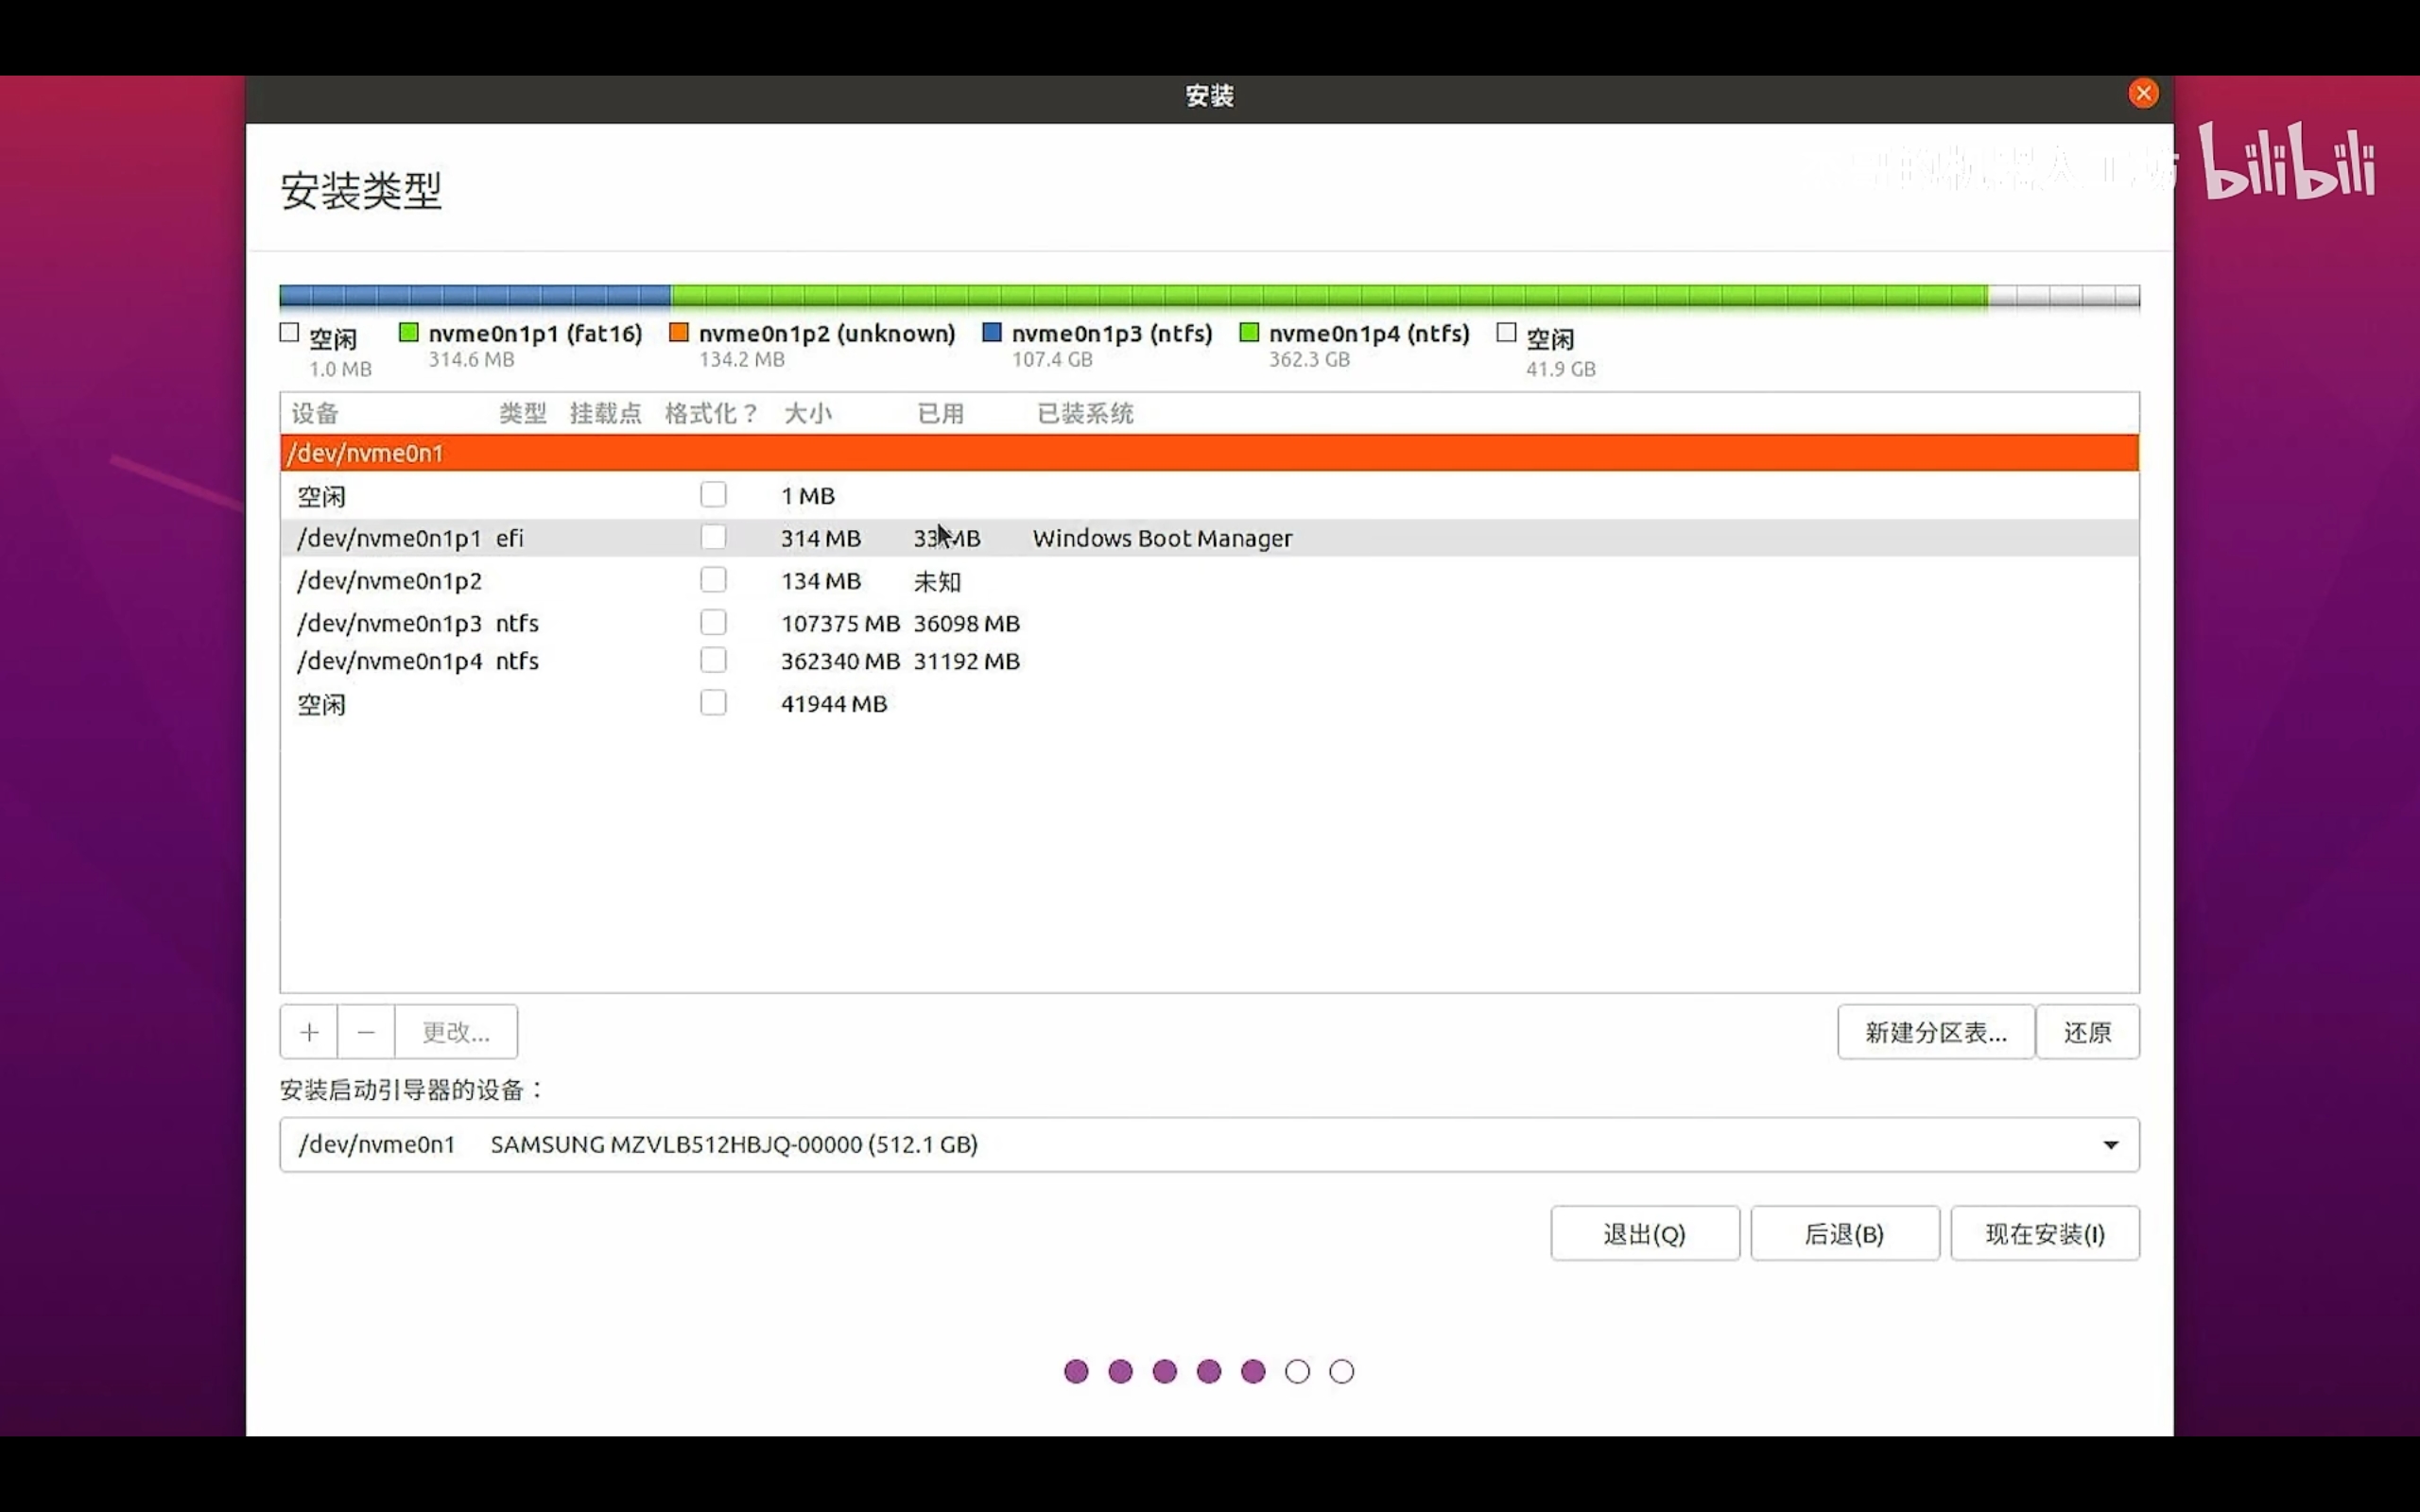 安装
bilibili
安装类型
空闲 nvme0n1p1 (fat16) nvme0n1p2 (unknown) nvme0n1p3 (ntfs) nvme0n1p4 (ntfs) 空闲
1.0 MB 314.6 MB 134.2 MB 107.4 GB 362.3 GB 41.9 GB
设备 类型 挂载点 格式化？ 大小 已用 已装系统
/dev/nvme0n1
空闲 1 MB
/dev/nvme0n1p1 efi 314 MB MB Windows Boot Manager
/dev/nvme0n1p2 134 MB 未知
/dev/nvme0n1p3 ntfs 107375 MB 36098 MB
/dev/nvme0n1p4 ntfs 362340 MB 31192 MB
空闲 41944 MB
+ − 更改... 新建分区表... 还原
安装启动引导器的设备：
/dev/nvme0n1 SAMSUNG MZVLB512HBJQ-00000 (512.1 GB)
退出(Q) 后退(B) 现在安装(I)